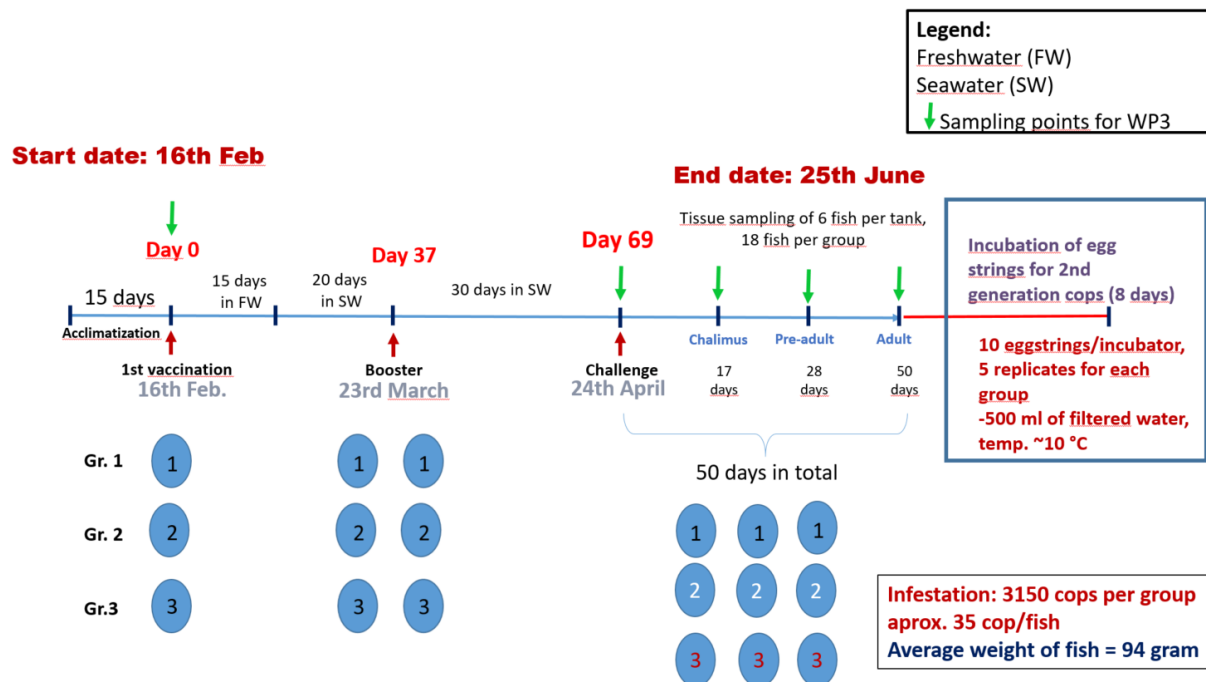 Legend:
Freshwater (FW)
Seawater (SW)
Sampling points for WP3
Start date: 16th Feb
End date: 25th June
Tissue sampling of 6 fish per tank,
18 fish per group
Day 0
Day 37
Day 69
15 days
15 days
in FW
20 days
in SW
30 days in SW
Acclimatization
1st vaccination
16th Feb.
Booster
23rd March
Challenge
24th April
Chalimus
Pre-adult
Adult
17
days
28
days
50
days
Incubation of egg
strings for 2nd
generation cops (8 days)
10 eggstrings/incubator,
5 replicates for each
group
-500 ml of filtered water,
temp. ~10 °C
50 days in total
Gr. 1
1
1
1
1
1
1
Gr. 2
2
2
2
2
2
2
Gr.3
3
3
3
3
3
3
Infestation: 3150 cops per group
aprox. 35 cop/fish
Average weight of fish = 94 gram